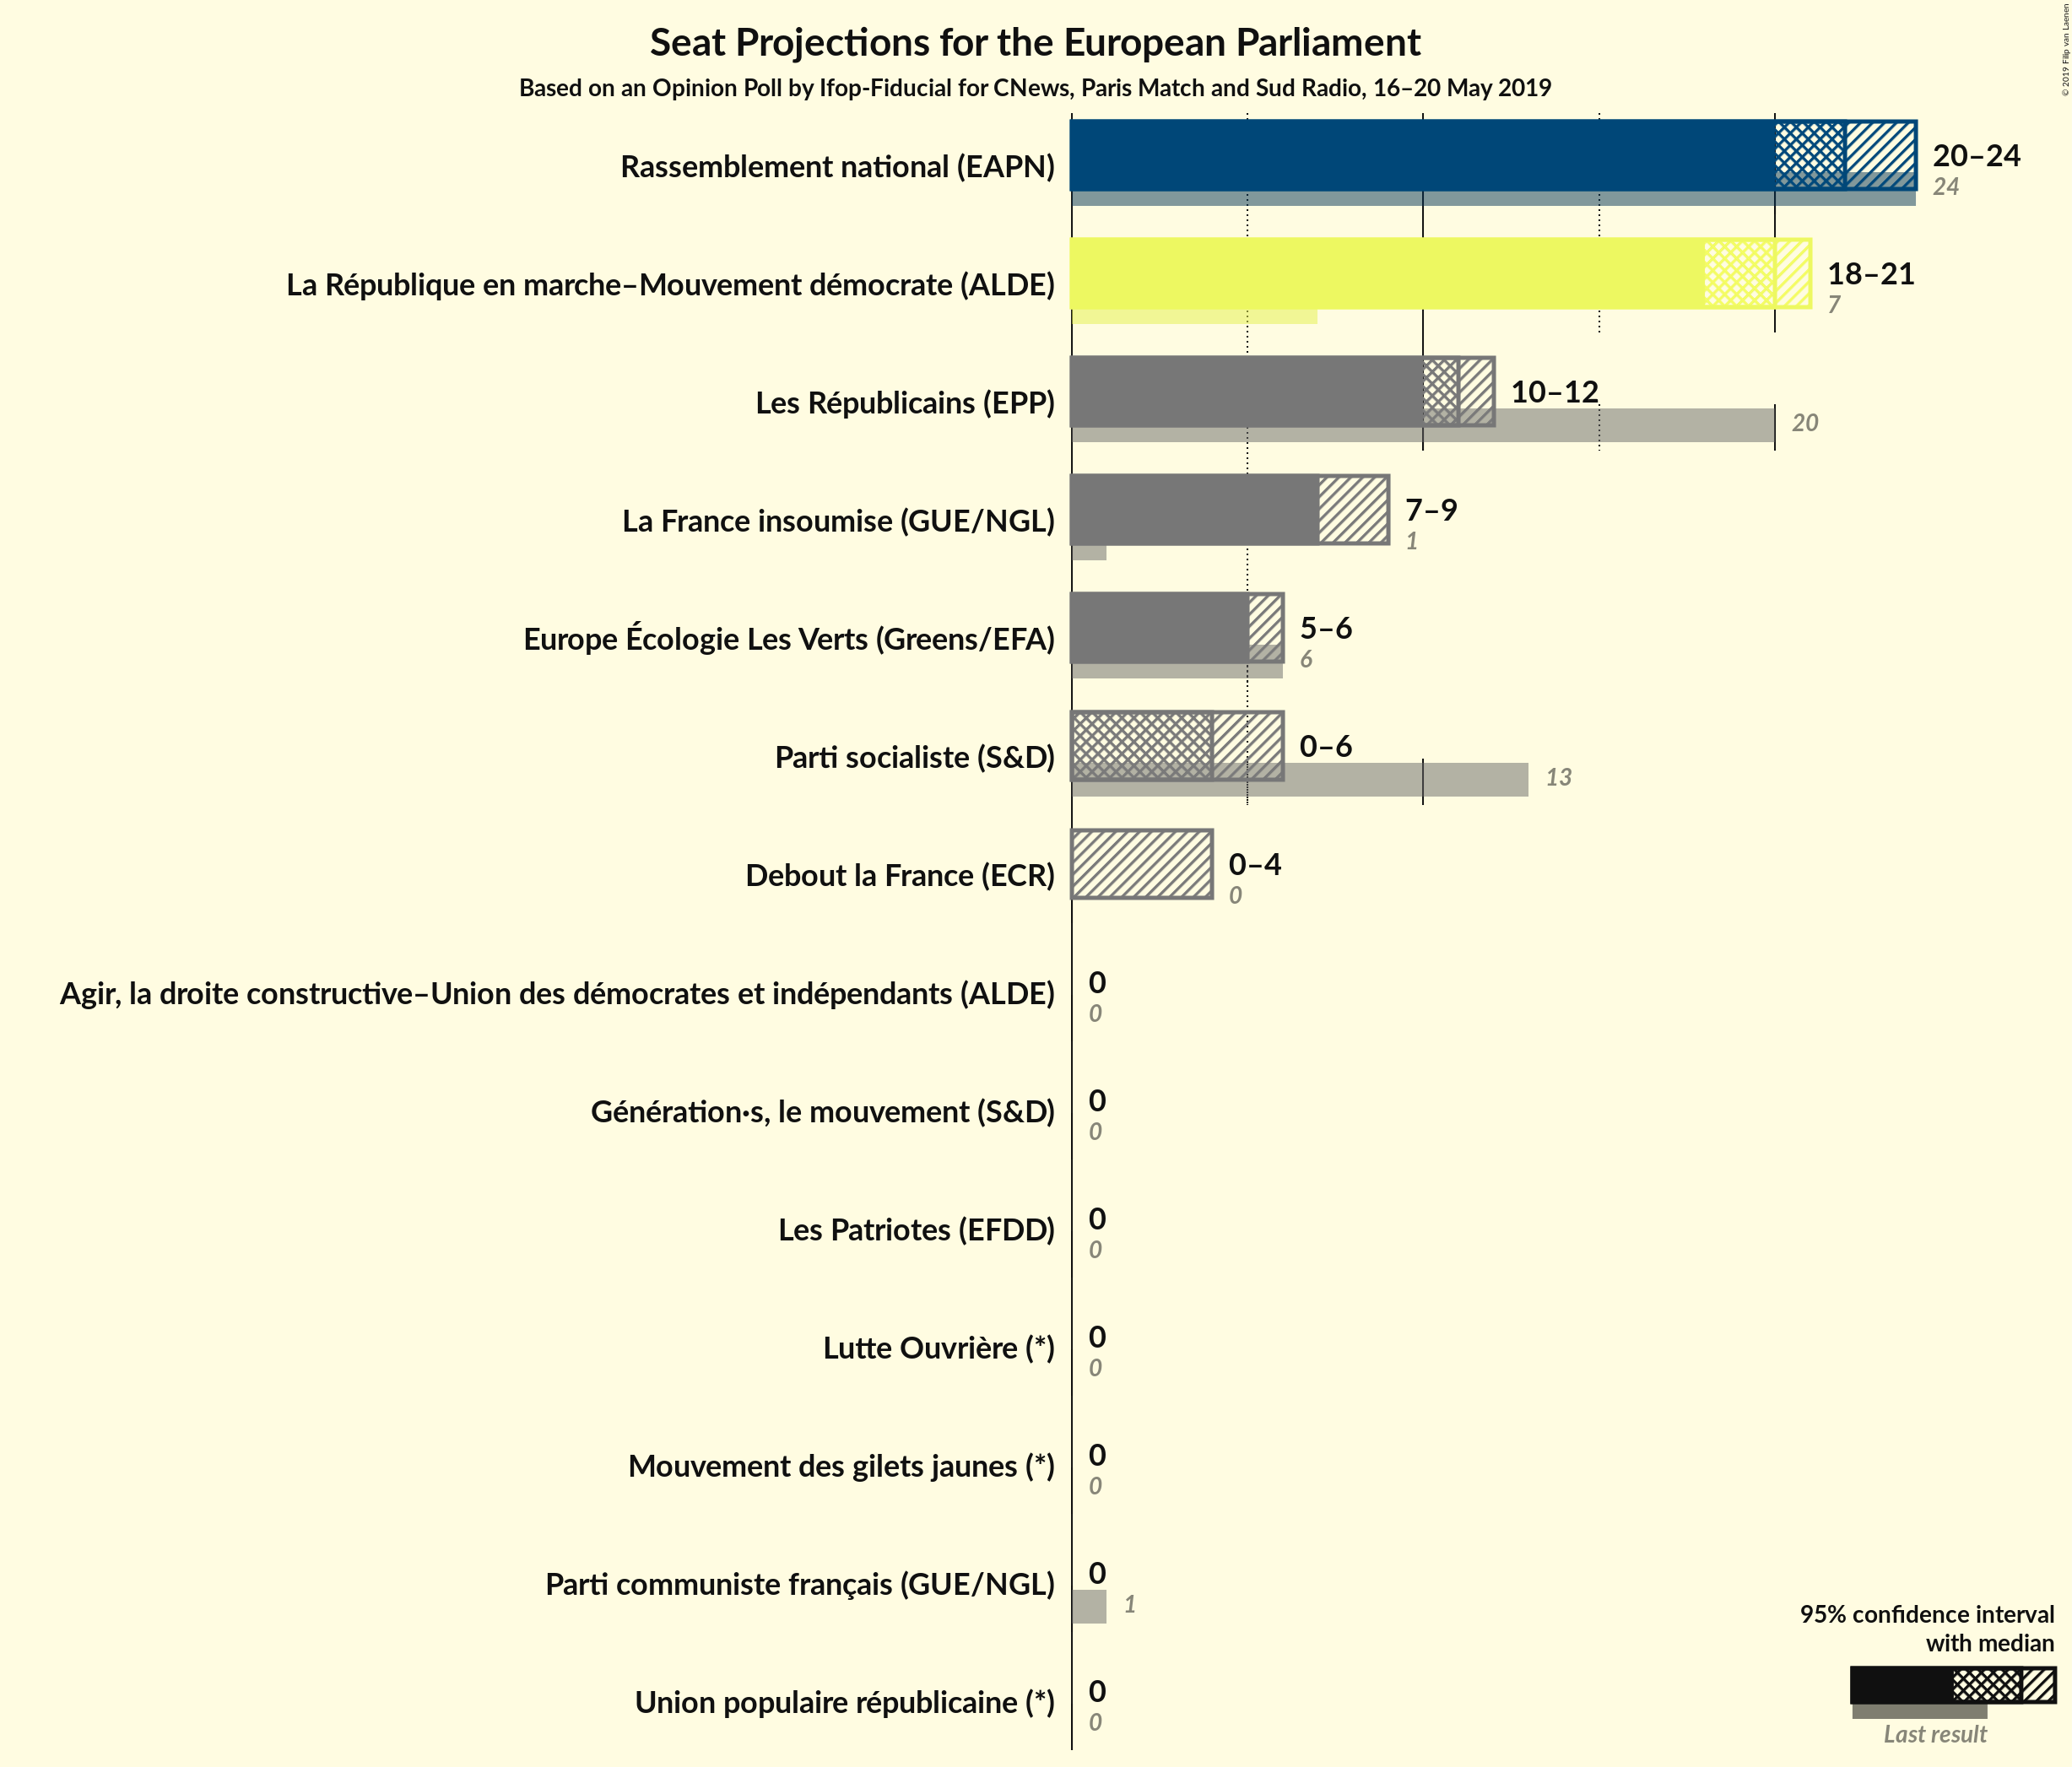 Seat Projections for the European Parliament
Based on an Opinion Poll by Ifop-Fiducial for CNews, Paris Match and Sud Radio, 16–20 May 2019
© 2019 Filip van Laenen
Rassemblement national (EAPN)
20–24
24
La République en marche–Mouvement démocrate (ALDE)
18–21
7
Les Républicains (EPP)
10–12
20
La France insoumise (GUE/NGL)
7–9
1
Europe Écologie Les Verts (Greens/EFA)
5–6
6
Parti socialiste (S&D)
0–6
13
Debout la France (ECR)
0–4
0
Agir, la droite constructive–Union des démocrates et indépendants (ALDE)
0
0
Génération·s, le mouvement (S&D)
0
0
Les Patriotes (EFDD)
0
0
Lutte Ouvrière (*)
0
0
Mouvement des gilets jaunes (*)
0
0
Parti communiste français (GUE/NGL)
0
1
Union populaire républicaine (*)
0
0
95% confidence interval
with median
Last result